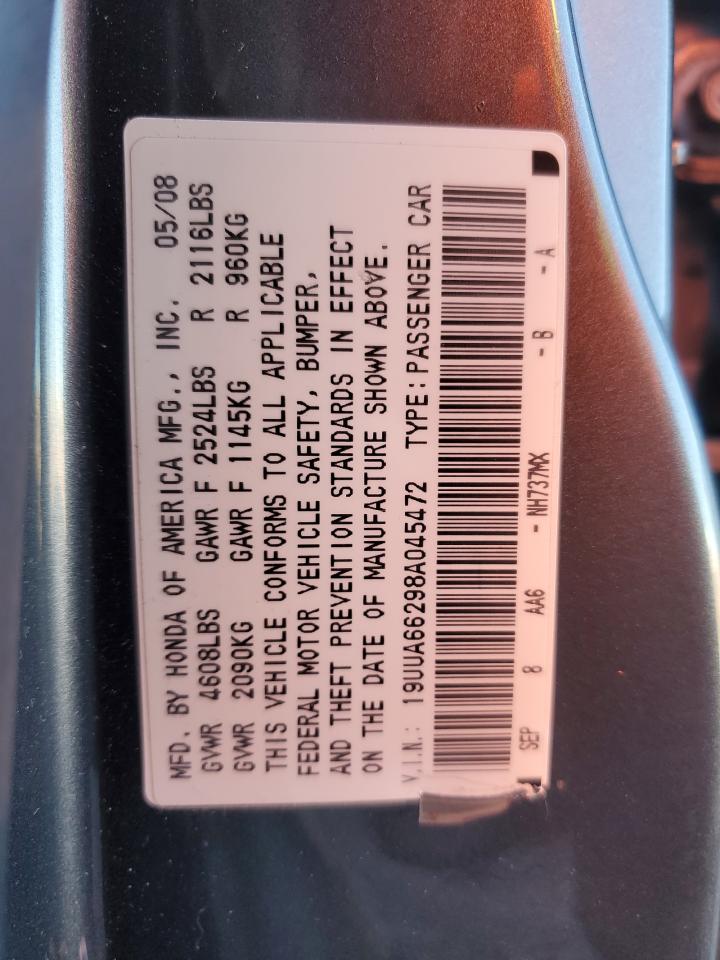 MFD. BY HONDA OF AMERICA MFG., INC. 05/08
GVWR 4608LBS GAWR F 2524LBS R 2116LBS
GVWR 2090KG GAWR F 1145KG R 960KG
THIS VEHICLE CONFORMS TO ALL APPLICABLE
FEDERAL MOTOR VEHICLE SAFETY, BUMPER,
AND THEFT PREVENTION STANDARDS IN EFFECT
ON THE DATE OF MANUFACTURE SHOWN ABOVE.
V.I.N.: 19UUA66298A045472 TYPE:PASSENGER CAR
SEP 8 AA6 - NH737MX - B - A